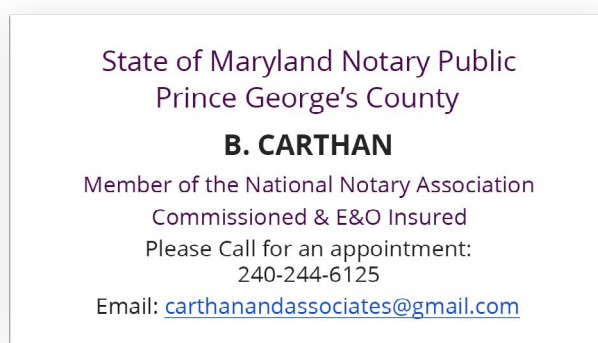 State of Maryland Notary Public
Prince George’s County
B. CARTHAN
Member of the National Notary Association
Commissioned & E&O Insured
Please Call for an appointment:
240-244-6125
Email: carthanandassociates@gmail.com